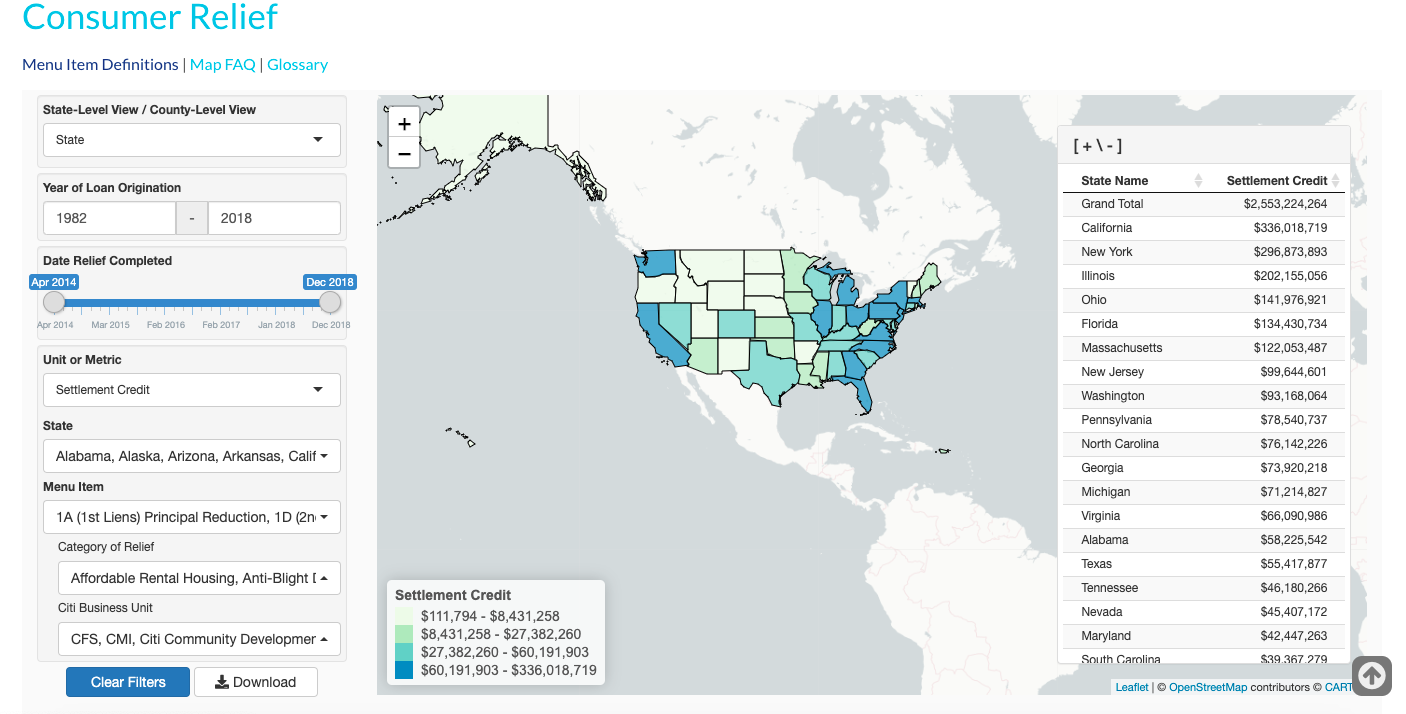 Consumer Relief
Menu Item Definitions | Map FAQ | Glossary
State-Level View / County-Level View
State
Year of Loan Origination
1982 - 2018
Date Relief Completed
Apr 2014 Dec 2018
Apr 2014 Mar 2015 Feb 2016 Feb 2017 Jan 2018 Dec 2018
Unit or Metric
Settlement Credit
State
Alabama, Alaska, Arizona, Arkansas, Calif
Menu Item
1A (1st Liens) Principal Reduction, 1D (2n
Category of Relief
Affordable Rental Housing, Anti-Blight
Citi Business Unit
CFS, CMI, Citi Community Developmer
Clear Filters Download
+
−
Settlement Credit
$111,794 - $8,431,258
$8,431,258 - $27,382,260
$27,382,260 - $60,191,903
$60,191,903 - $336,018,719
[ + \ - ]
State Name Settlement Credit
Grand Total $2,553,224,264
California $336,018,719
New York $296,873,893
Illinois $202,155,056
Ohio $141,976,921
Florida $134,430,734
Massachusetts $122,053,487
New Jersey $99,644,601
Washington $93,168,064
Pennsylvania $78,540,737
North Carolina $76,142,226
Georgia $73,920,218
Michigan $71,214,827
Virginia $66,090,986
Alabama $58,225,542
Texas $55,417,877
Tennessee $46,180,266
Nevada $45,407,172
Maryland $42,447,263
South Carolina $39,367,279
Leaflet | © OpenStreetMap contributors © CART